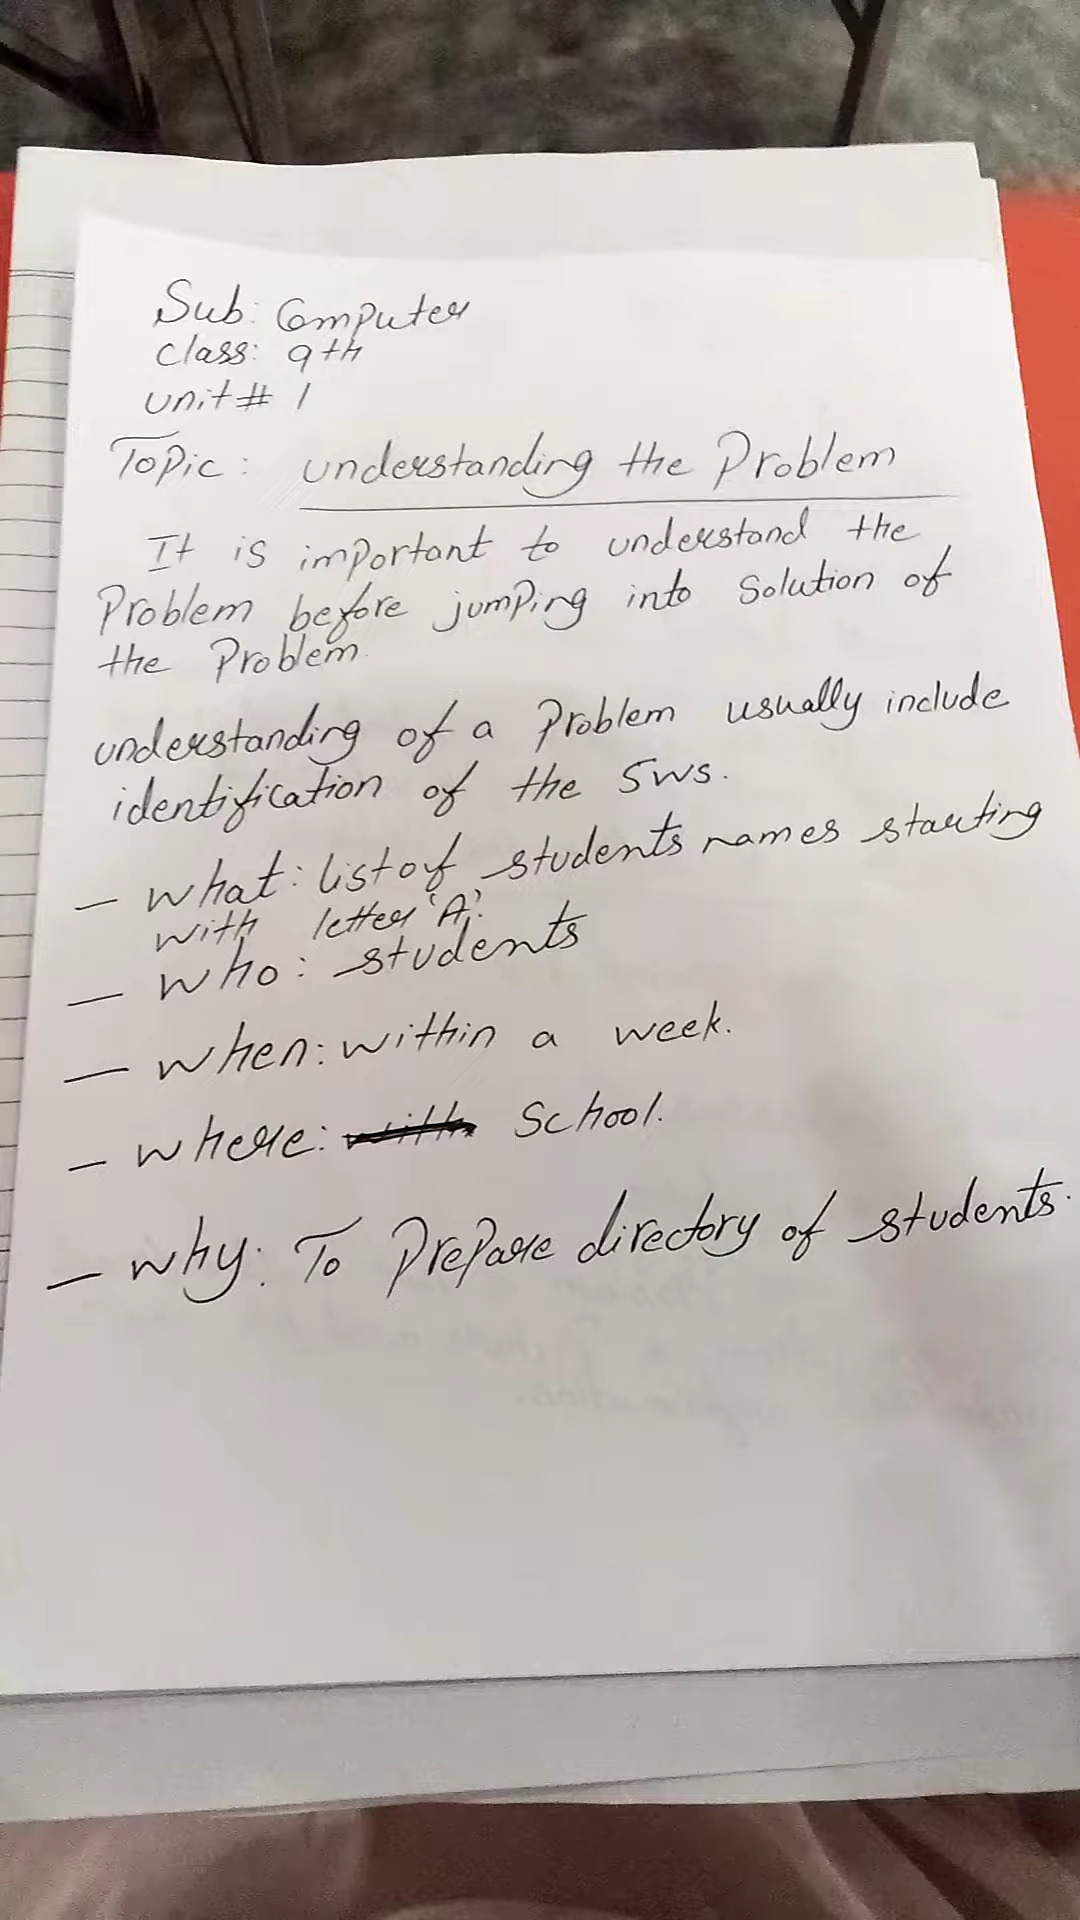 Sub: Computer
class: 9th
unit # 1
Topic: understanding the Problem
It is important to understand the
Problem before jumping into Solution of
the Problem.
understanding of a Problem usually include
identification of the 5ws.
- what: list of students names starting
with letter 'A'.
- who: students
- when: within a week.
- where: with School.
- why: To Prepare directory of students.